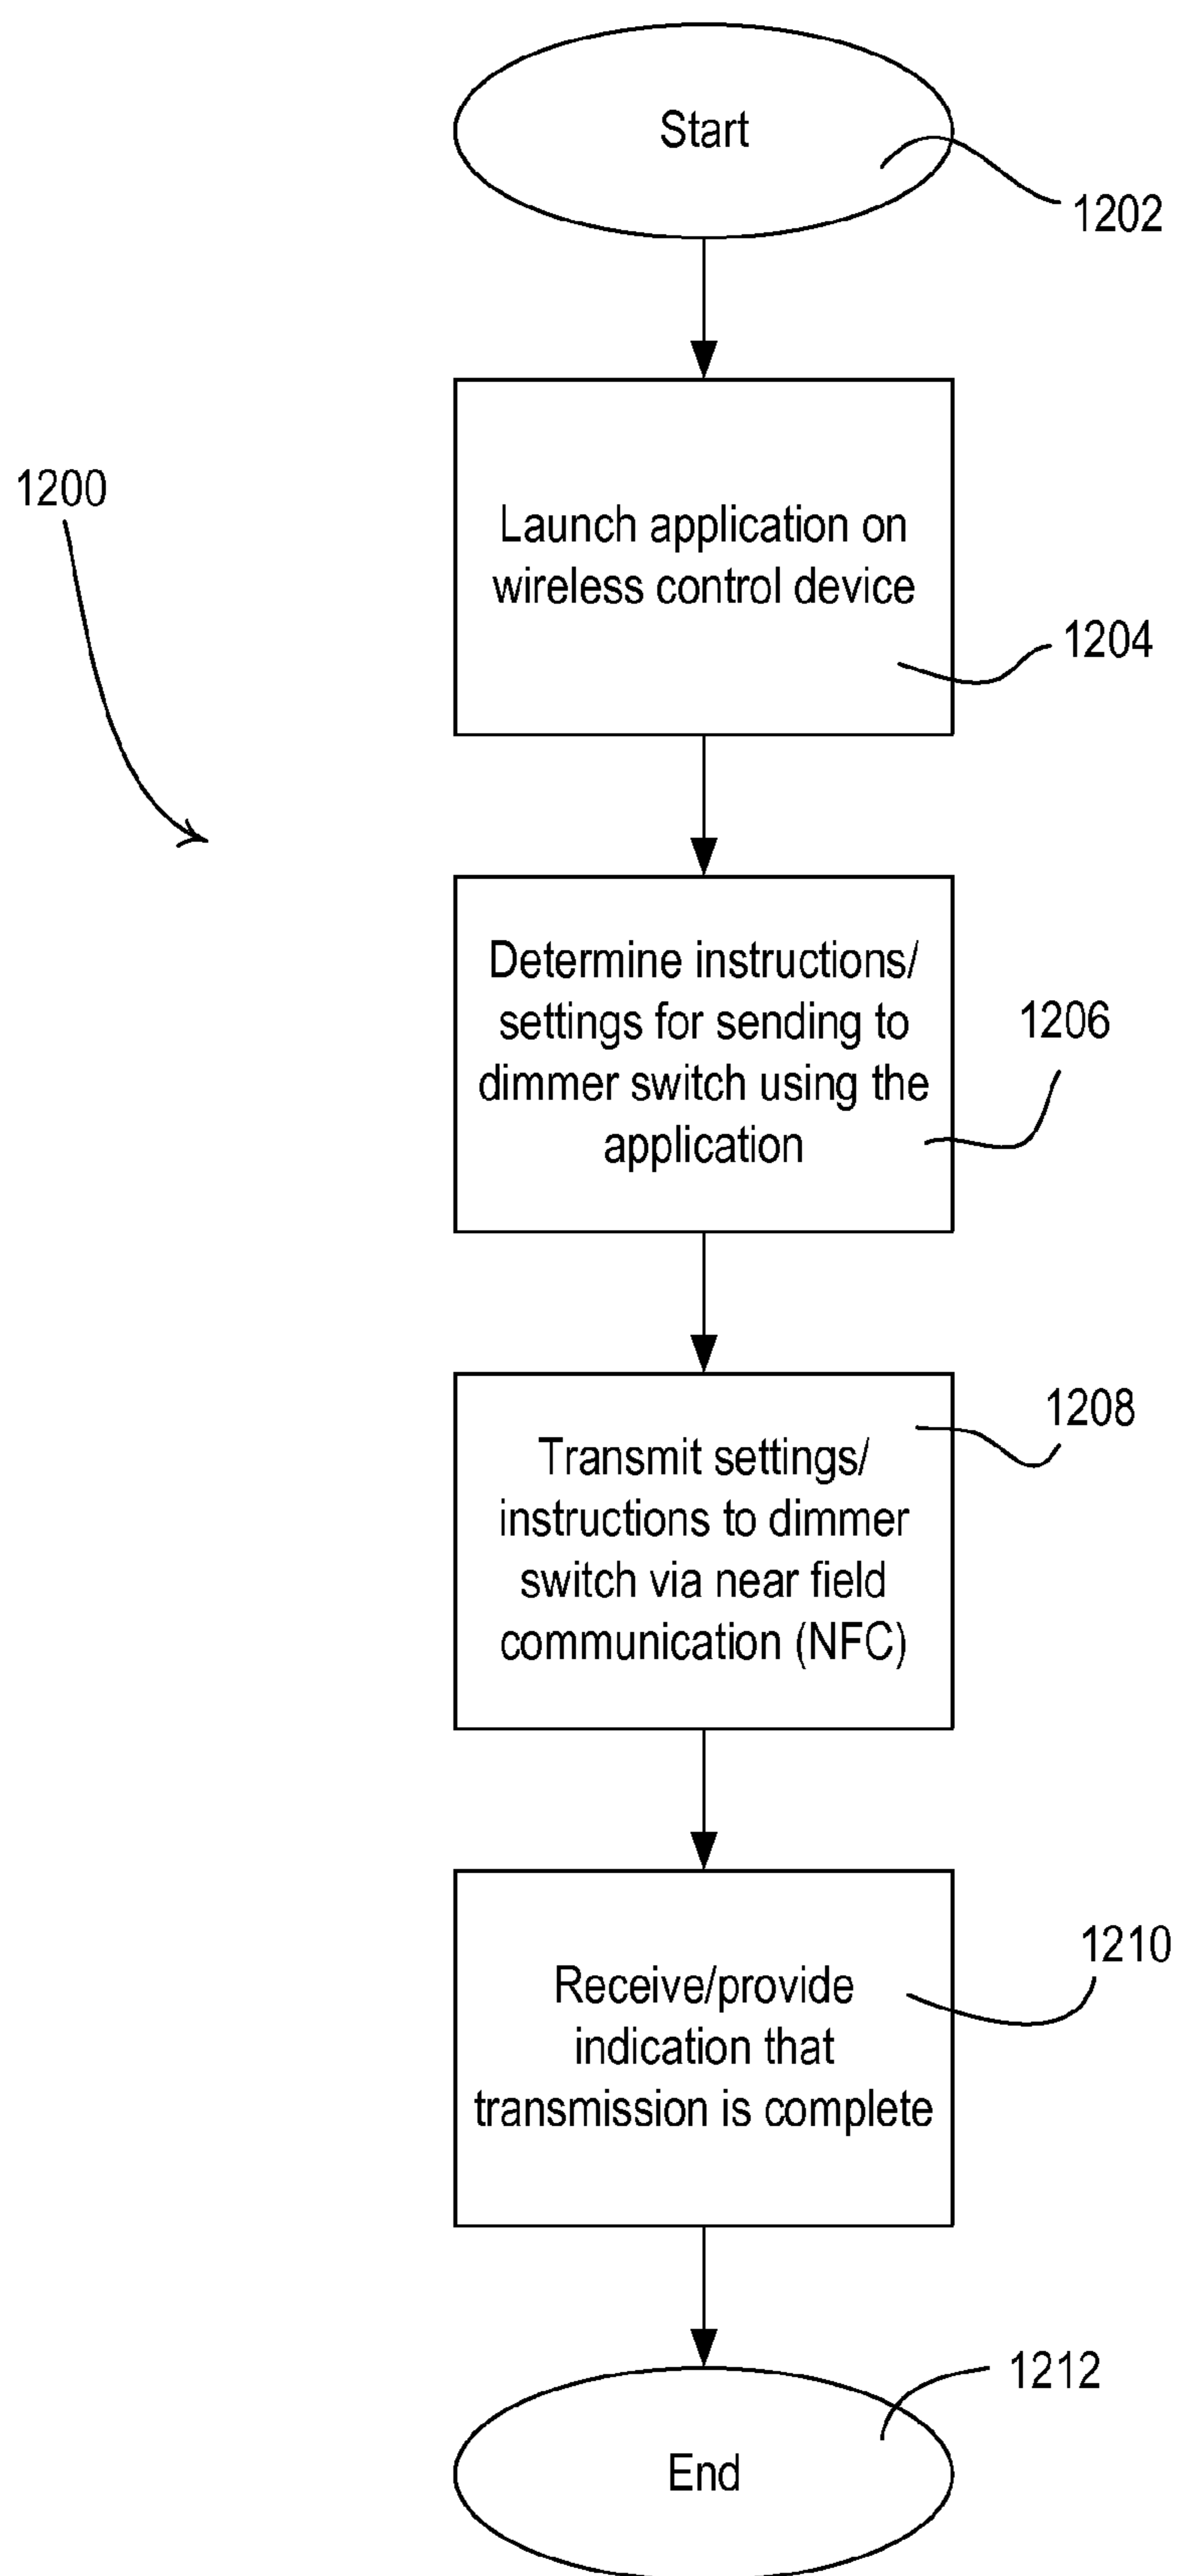 Start
1202
1200
Launch application on
wireless control device
1204
Determine instructions/
settings for sending to
dimmer switch using the
application
1206
Transmit settings/
instructions to dimmer
switch via near field
communication (NFC)
1208
Receive/provide
indication that
transmission is complete
1210
End
1212